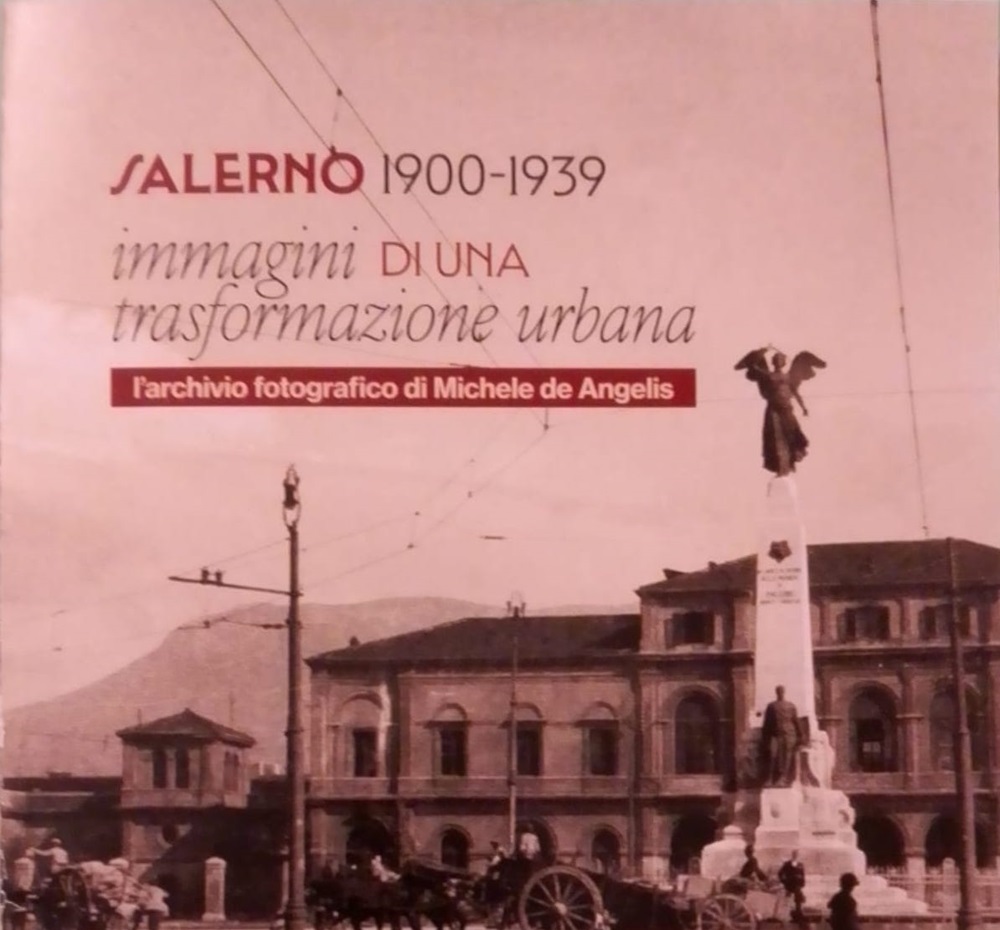 SALERNO 1900-1939
immagini DI UNA
trasformazione urbana
l'archivio fotografico di Michele de Angelis